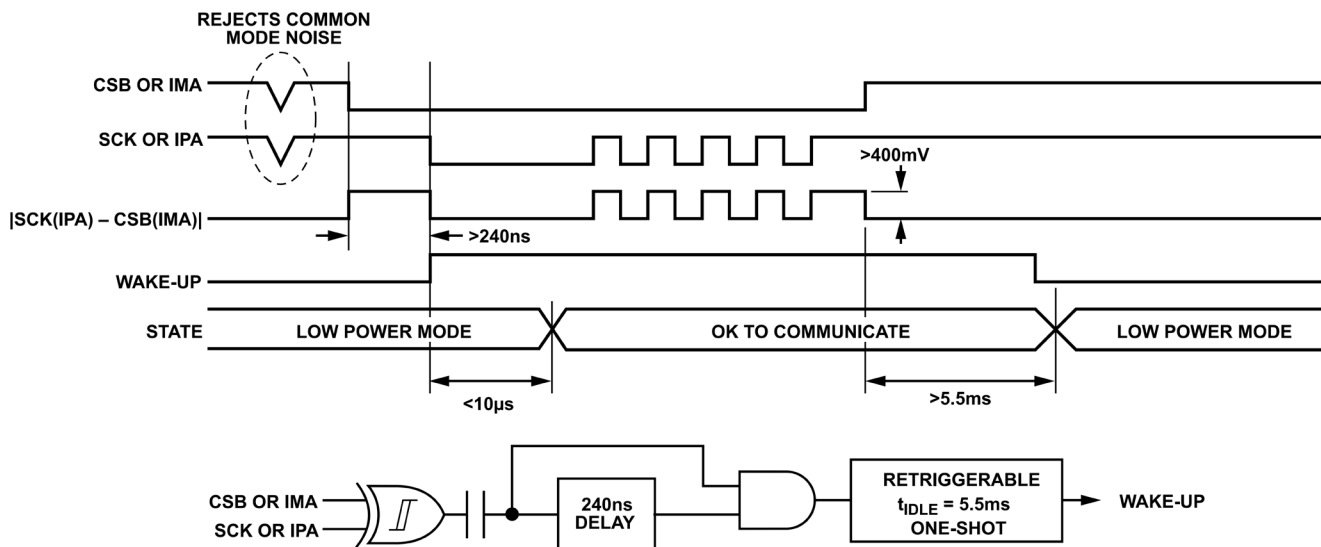 REJECTS COMMON
MODE NOISE
CSB OR IMA
SCK OR IPA
>400mV
|SCK(IPA) – CSB(IMA)|
>240ns
WAKE-UP
STATE
LOW POWER MODE
OK TO COMMUNICATE
LOW POWER MODE
<10μs
>5.5ms
CSB OR IMA
SCK OR IPA
240ns
DELAY
RETRIGGERABLE
tIDLE = 5.5ms
ONE-SHOT
WAKE-UP